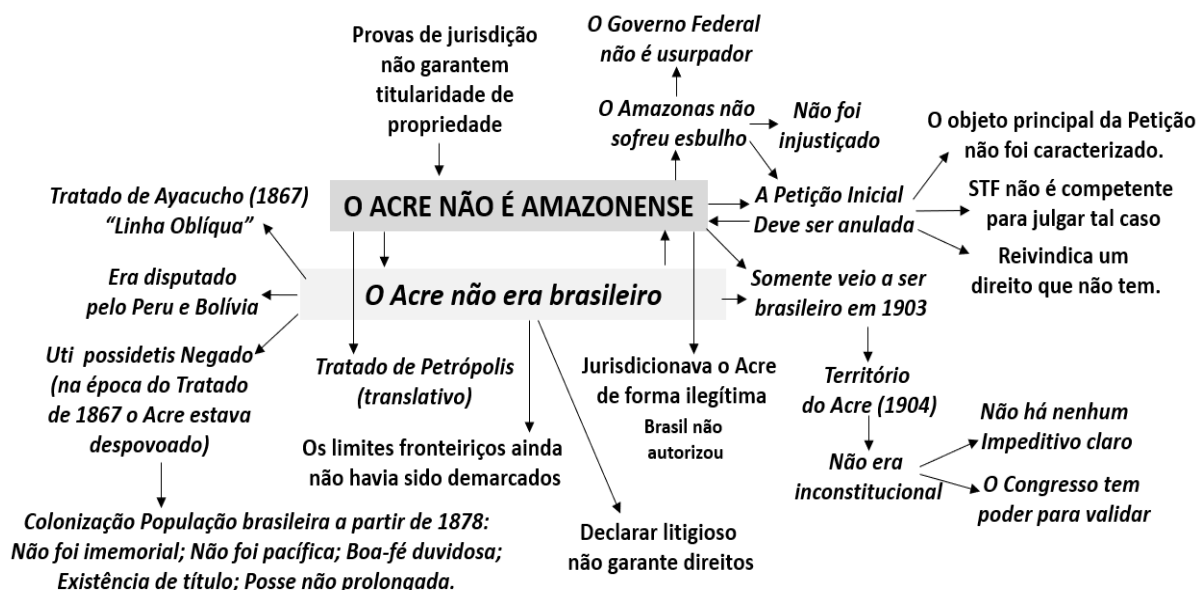 Provas de jurisdição
não garantem
titularidade de
propriedade
O Governo Federal
não é usurpador
O Amazonas não
sofreu esbulho
Não foi
injustiçado
O objeto principal da Petição
não foi caracterizado.
Tratado de Ayacucho (1867)
“Linha Oblíqua”
O ACRE NÃO É AMAZONENSE
A Petição Inicial
Deve ser anulada
STF não é competente
para julgar tal caso
Reivindica um
direito que não tem.
Era disputado
pelo Peru e Bolívia
O Acre não era brasileiro
Somente veio a ser
brasileiro em 1903
Uti possidetis Negado
(na época do Tratado
de 1867 o Acre estava
despovoado)
Tratado de Petrópolis
(translativo)
Jurisdicionava o Acre
de forma ilegítima
Brasil não
autorizou
Território
do Acre (1904)
Os limites fronteiriços ainda
não havia sido demarcados
Não era
inconstitucional
Não há nenhum
Impeditivo claro
O Congresso tem
poder para validar
Colonização População brasileira a partir de 1878:
Não foi imemorial; Não foi pacífica; Boa-fé duvidosa;
Existência de título; Posse não prolongada.
Declarar litigioso
não garante direitos